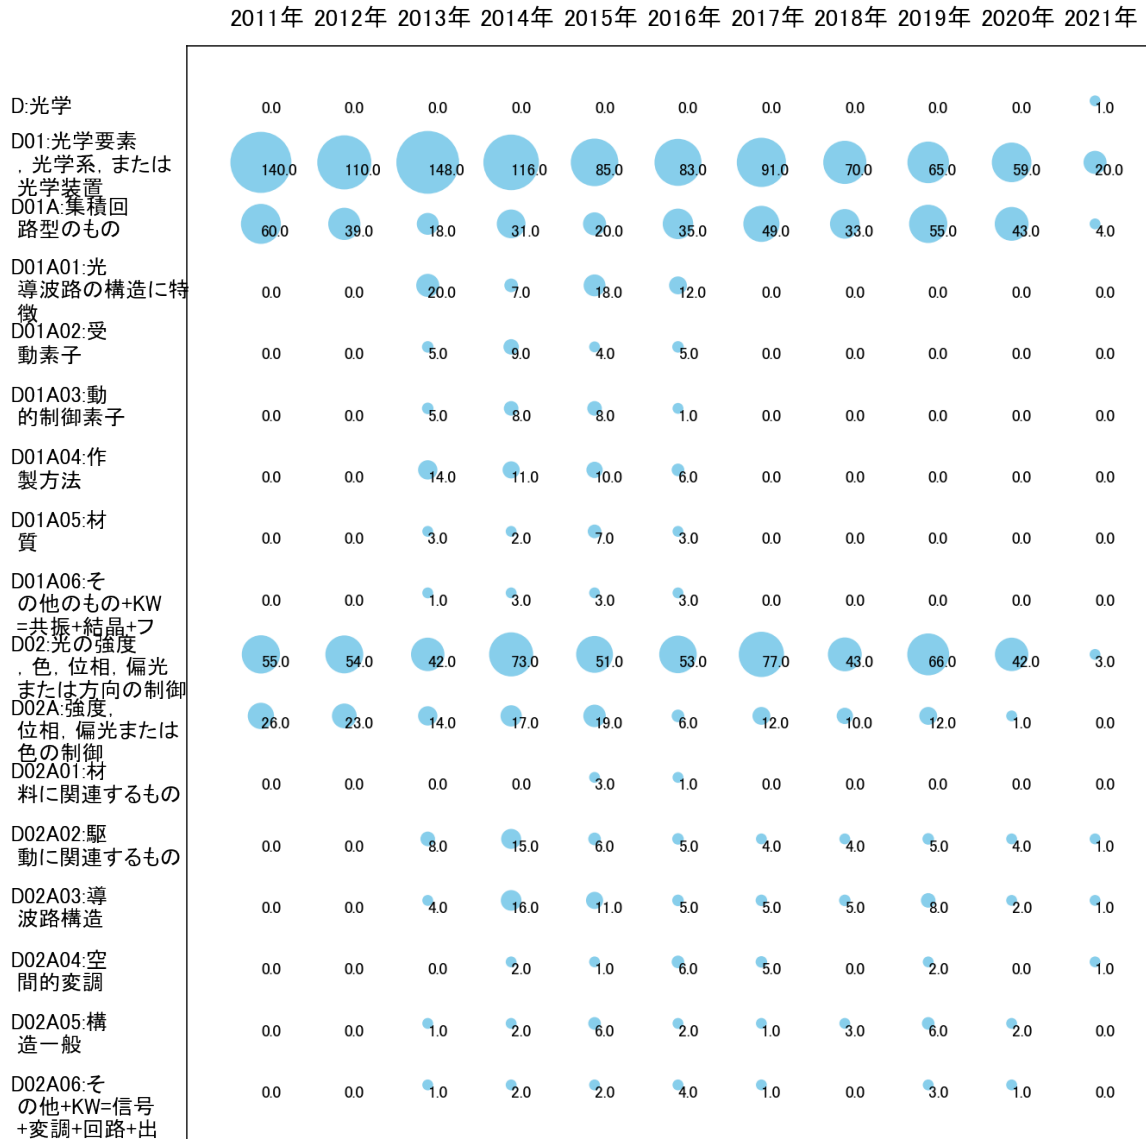 2011年 2012年 2013年 2014年 2015年 2016年 2017年 2018年 2019年 2020年 2021年
D:光学
0.0 0.0 0.0 0.0 0.0 0.0 0.0 0.0 0.0 0.0 1.0
D01:光学要素
, 光学系, または
光学装置
140.0 110.0 148.0 116.0 85.0 83.0 91.0 70.0 65.0 59.0 20.0
D01A:集積回
路型のもの
60.0 39.0 18.0 31.0 20.0 35.0 49.0 33.0 55.0 43.0 4.0
D01A01:光
導波路の構造に特
徴
0.0 0.0 20.0 7.0 18.0 12.0 0.0 0.0 0.0 0.0 0.0
D01A02:受
動素子
0.0 0.0 5.0 9.0 4.0 5.0 0.0 0.0 0.0 0.0 0.0
D01A03:動
的制御素子
0.0 0.0 5.0 8.0 8.0 1.0 0.0 0.0 0.0 0.0 0.0
D01A04:作
製方法
0.0 0.0 14.0 11.0 10.0 6.0 0.0 0.0 0.0 0.0 0.0
D01A05:材
質
0.0 0.0 3.0 2.0 7.0 3.0 0.0 0.0 0.0 0.0 0.0
D01A06:そ
の他のもの+KW
=共振+結晶+フ
0.0 0.0 1.0 3.0 3.0 3.0 0.0 0.0 0.0 0.0 0.0
D02:光の強度
, 色, 位相, 偏光
または方向の制御
55.0 54.0 42.0 73.0 51.0 53.0 77.0 43.0 66.0 42.0 3.0
D02A:強度,
位相, 偏光または
色の制御
26.0 23.0 14.0 17.0 19.0 6.0 12.0 10.0 12.0 1.0 0.0
D02A01:材
料に関連するもの
0.0 0.0 0.0 0.0 3.0 1.0 0.0 0.0 0.0 0.0 0.0
D02A02:駆
動に関連するもの
0.0 0.0 8.0 15.0 6.0 5.0 4.0 4.0 5.0 4.0 1.0
D02A03:導
波路構造
0.0 0.0 4.0 16.0 11.0 5.0 5.0 5.0 8.0 2.0 1.0
D02A04:空
間的変調
0.0 0.0 0.0 2.0 1.0 6.0 5.0 0.0 2.0 0.0 1.0
D02A05:構
造一般
0.0 0.0 1.0 2.0 6.0 2.0 1.0 3.0 6.0 2.0 0.0
D02A06:そ
の他+KW=信号
+変調+回路+出
0.0 0.0 1.0 2.0 2.0 4.0 1.0 0.0 3.0 1.0 0.0